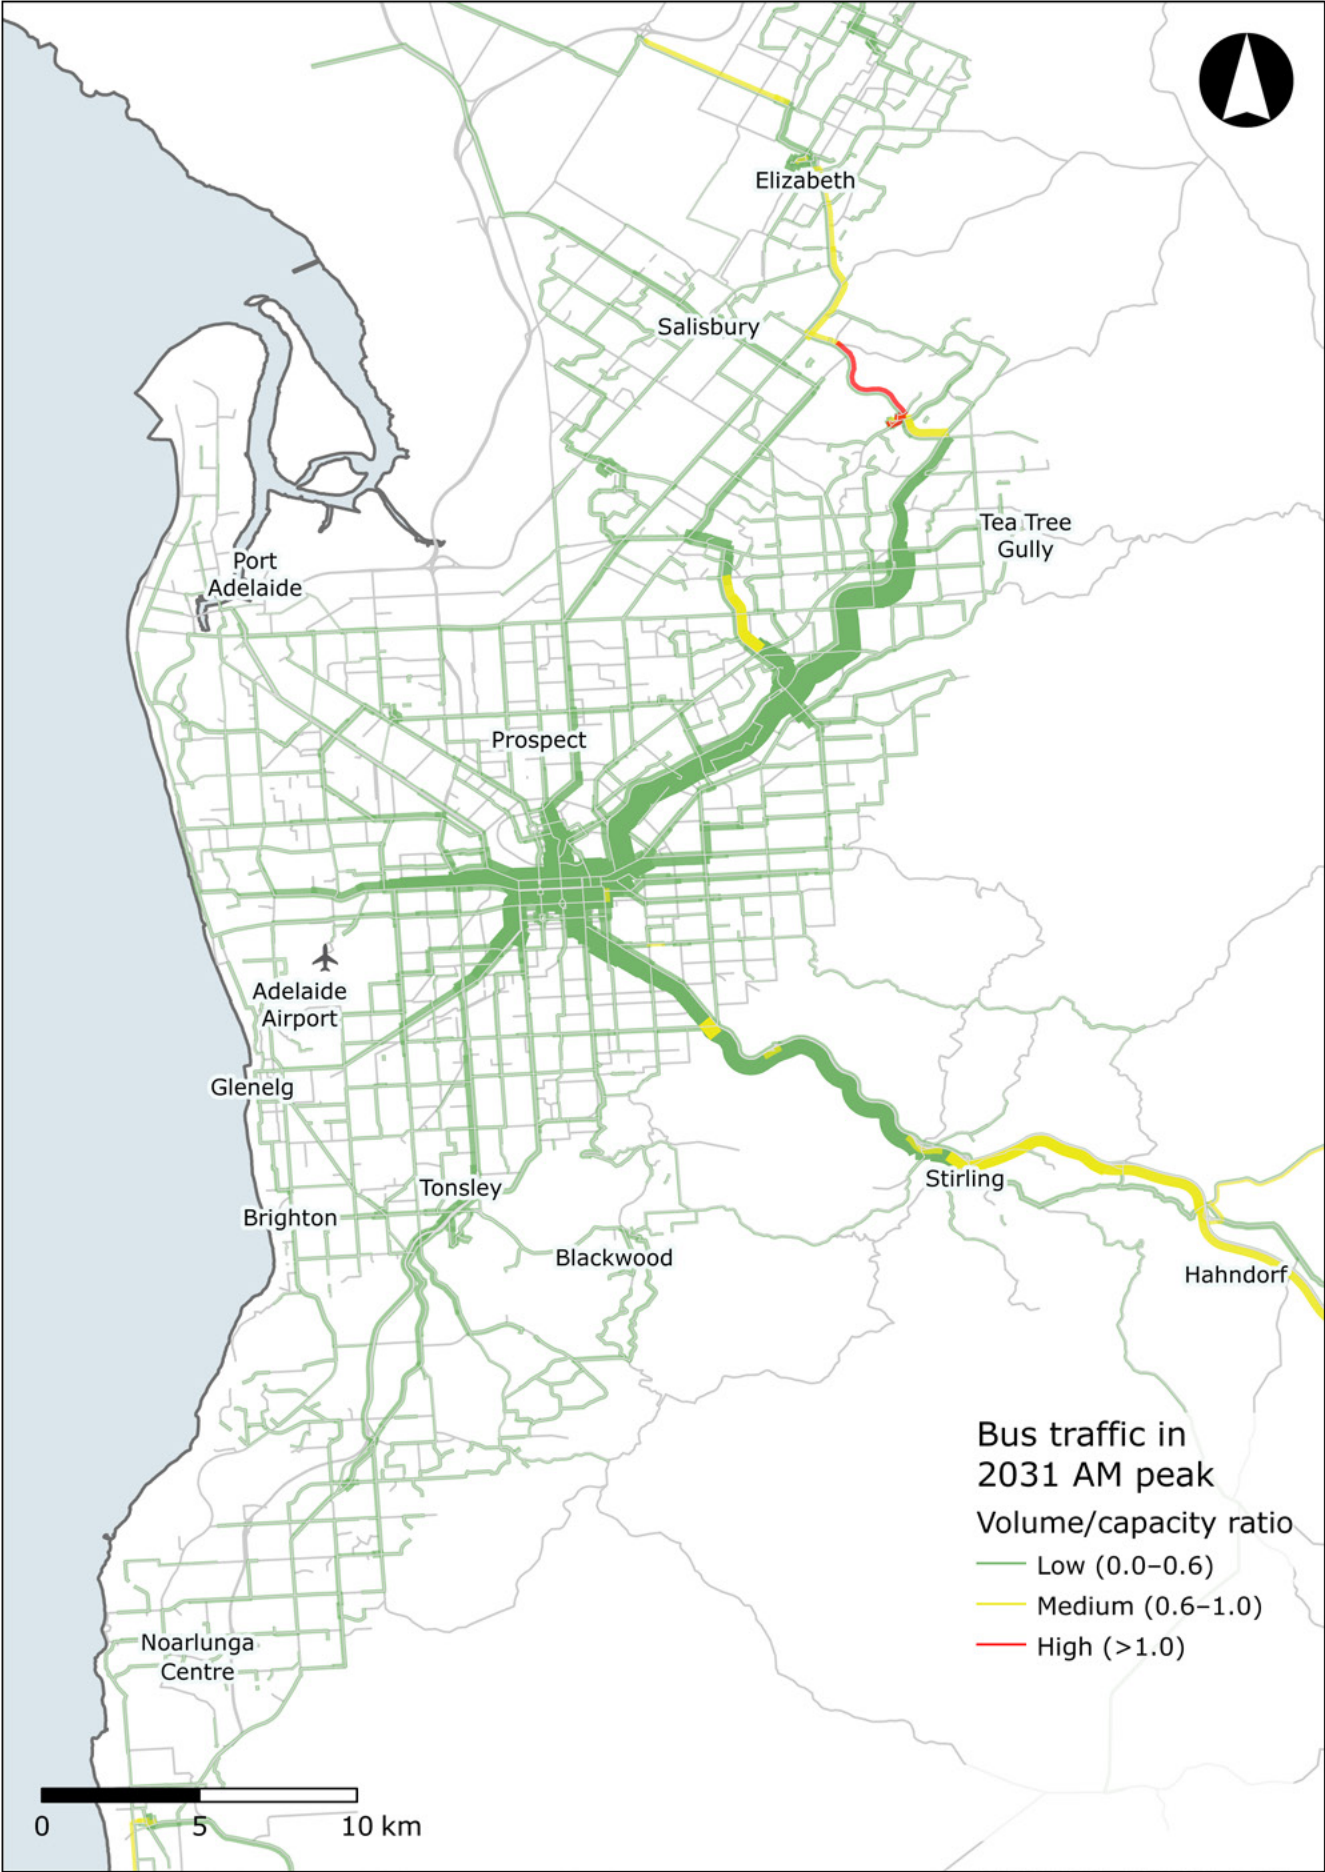 Elizabeth
Salisbury
Tea Tree
Gully
Port
Adelaide
Prospect
Adelaide
Airport
Glenelg
Stirling
Tonsley
Brighton
Blackwood
Hahndorf
Bus traffic in
2031 AM peak
Volume/capacity ratio
Low (0.0–0.6)
Medium (0.6–1.0)
High (>1.0)
Noarlunga
Centre
0 5 10 km